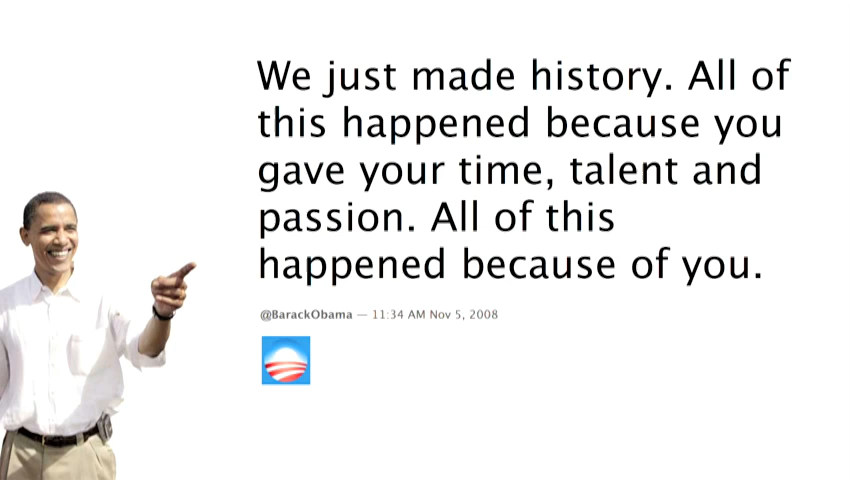 We just made history. All of
this happened because you
gave your time, talent and
passion. All of this
happened because of you.
@BarackObama — 11:34 AM Nov 5, 2008